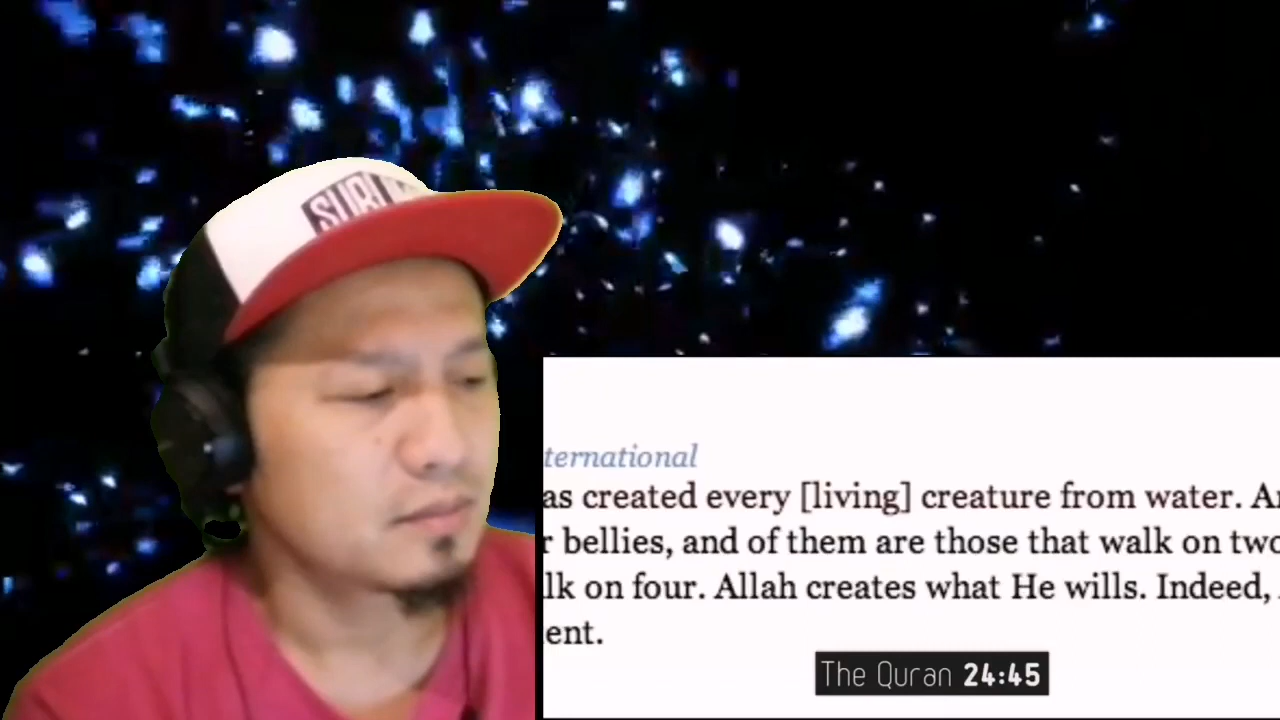 ternational
as created every [living] creature from water. A
r bellies, and of them are those that walk on two
lk on four. Allah creates what He wills. Indeed,
ent.
The Quran 24:45